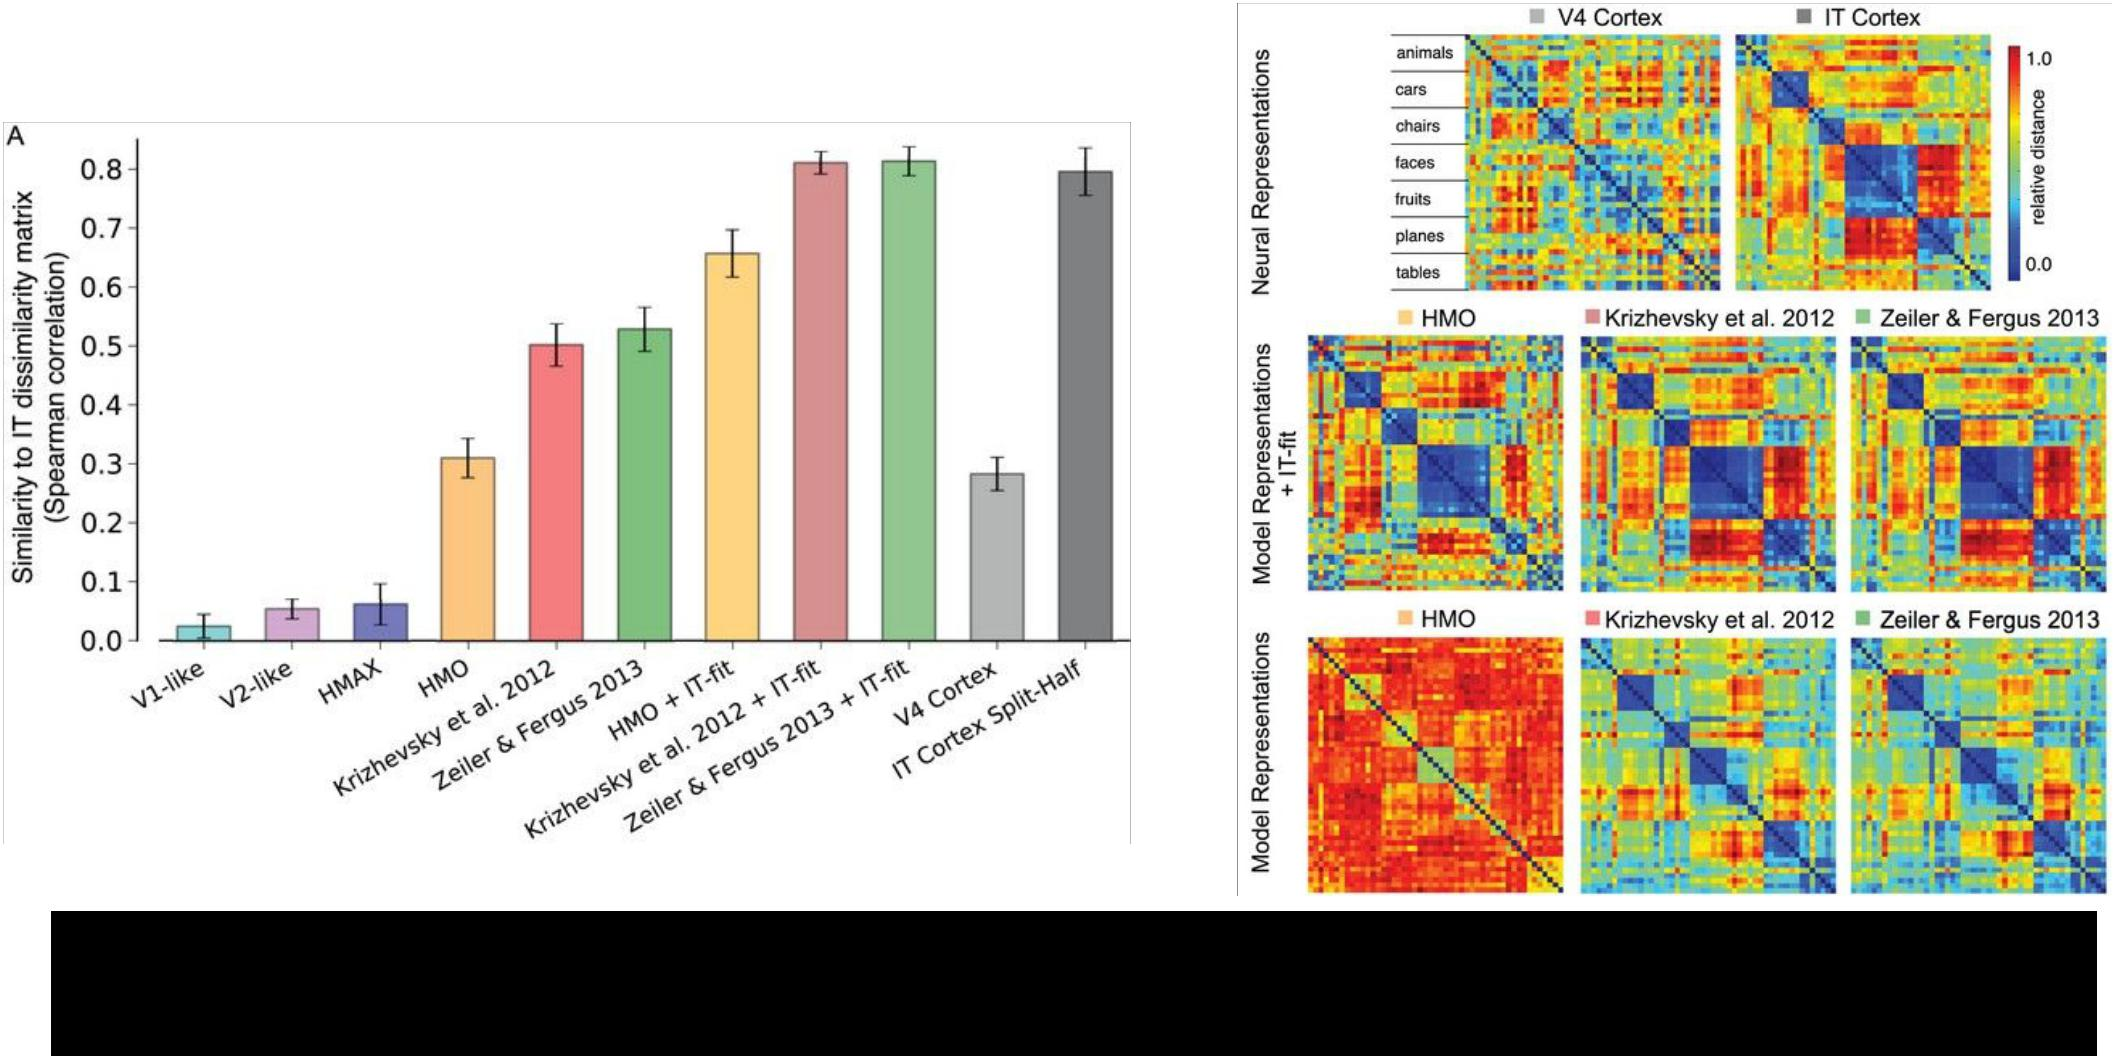 A
Similarity to IT dissimilarity matrix
(Spearman correlation)
0.8
0.7
0.6
0.5
0.4
0.3
0.2
0.1
0.0
V1-like
V2-like
HMAX
HMO
Krizhevsky et al. 2012
Zeiler & Fergus 2013
HMO + IT-fit
Krizhevsky et al. 2012 + IT-fit
Zeiler & Fergus 2013 + IT-fit
V4 Cortex
IT Cortex Split-Half
V4 Cortex
IT Cortex
Neural Representations
animals
cars
chairs
faces
fruits
planes
tables
1.0
relative distance
0.0
HMO
Krizhevsky et al. 2012
Zeiler & Fergus 2013
Model Representations
+ IT-fit
HMO
Krizhevsky et al. 2012
Zeiler & Fergus 2013
Model Representations